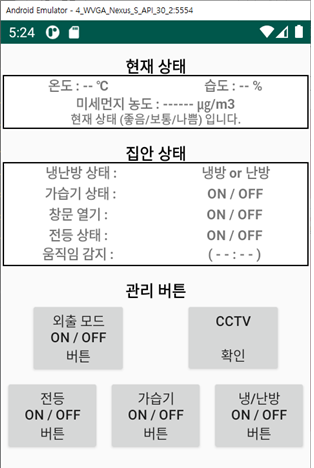 Android Emulator - 4_WVGA_Nexus_S_API_30_2:5554
5:24
현재 상태
온도 : -- ℃ 습도 : -- %
미세먼지 농도 : ------ µg/m3
현재 상태 (좋음/보통/나쁨) 입니다.
집안 상태
냉난방 상태 : 냉방 or 난방
가습기 상태 : ON / OFF
창문 열기 : ON / OFF
전등 상태 : ON / OFF
움직임 감지 : ( - - : - - )
관리 버튼
외출 모드
ON / OFF
버튼
CCTV
확인
전등
ON / OFF
버튼
가습기
ON / OFF
버튼
냉/난방
ON / OFF
버튼